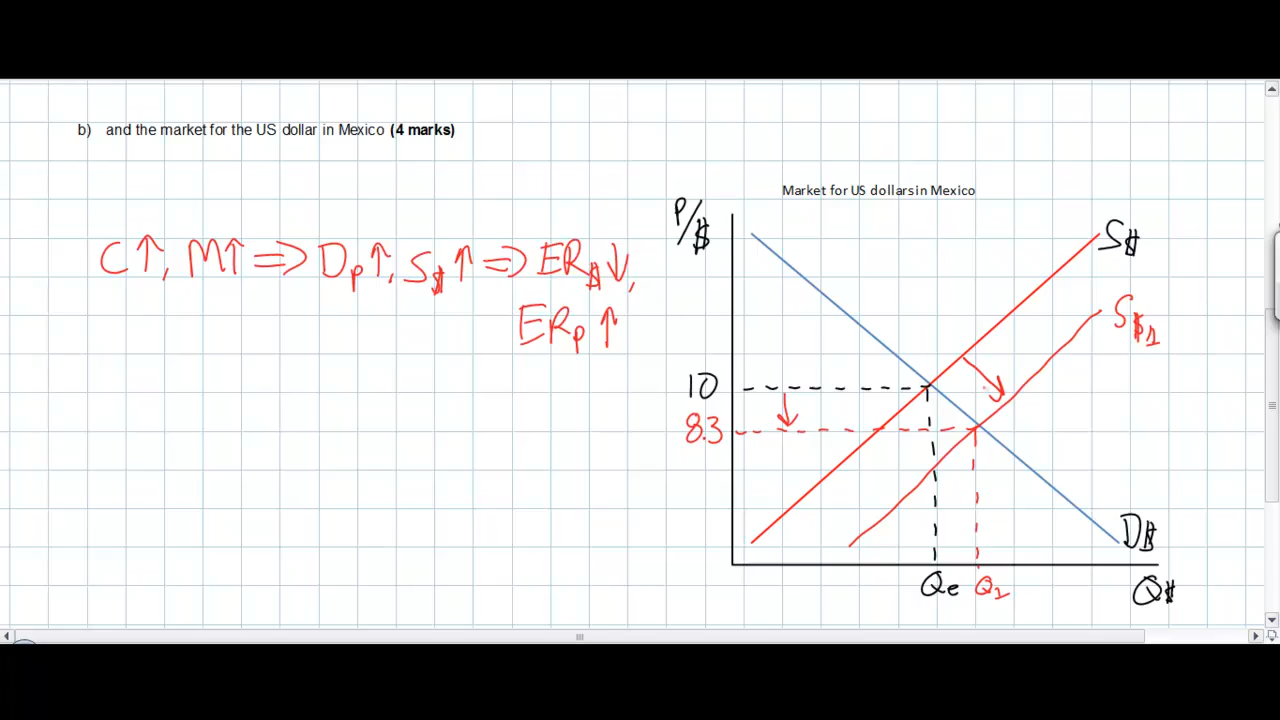 b) and the market for the US dollar in Mexico (4 marks)
Market for US dollars in Mexico
P/$
C↑, M↑ => Dp↑, S$↑ => ER$↓,
ERp↑
S$
S$1
10
8.3
D$
Qe
Q1
Q$